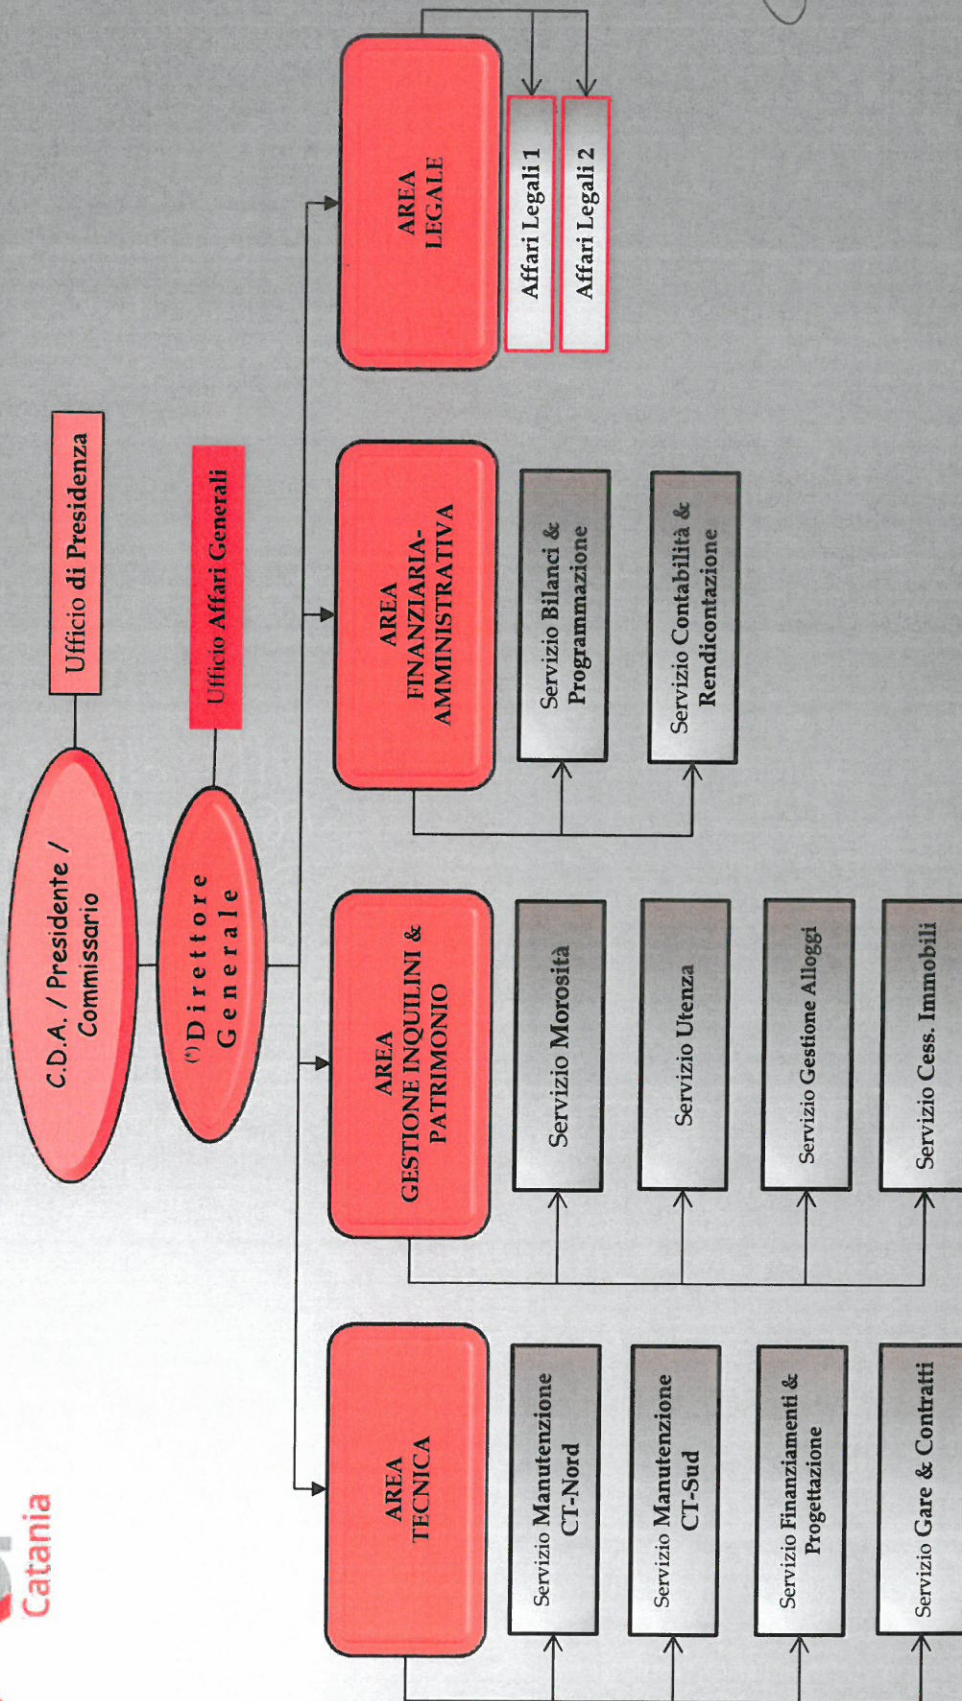 Catania
C.D.A. / Presidente /
Commissario
Ufficio di Presidenza
(*)Direttore
Generale
Ufficio Affari Generali
AREA
TECNICA
Servizio Manutenzione
CT-Nord
Servizio Manutenzione
CT-Sud
Servizio Finanziamenti &
Progettazione
Servizio Gare & Contratti
AREA
GESTIONE INQUILINI &
PATRIMONIO
Servizio Morosità
Servizio Utenza
Servizio Gestione Alloggi
Servizio Cess. Immobili
AREA
FINANZIARIA-
AMMINISTRATIVA
Servizio Bilanci &
Programmazione
Servizio Contabilità &
Rendicontazione
AREA
LEGALE
Affari Legali 1
Affari Legali 2